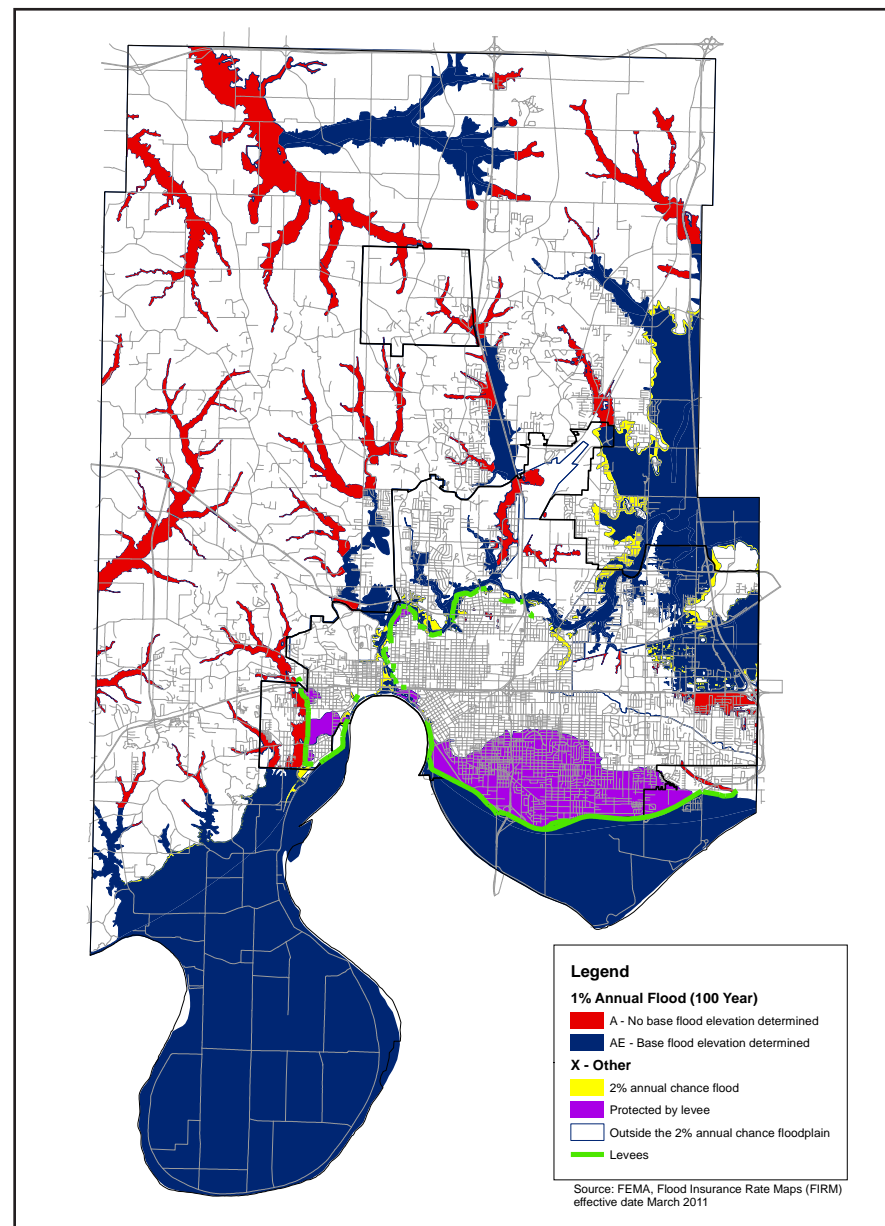 Legend
1% Annual Flood (100 Year)
A - No base flood elevation determined
AE - Base flood elevation determined
X - Other
2% annual chance flood
Protected by levee
Outside the 2% annual chance floodplain
Levees
Source: FEMA, Flood Insurance Rate Maps (FIRM)
effective date March 2011